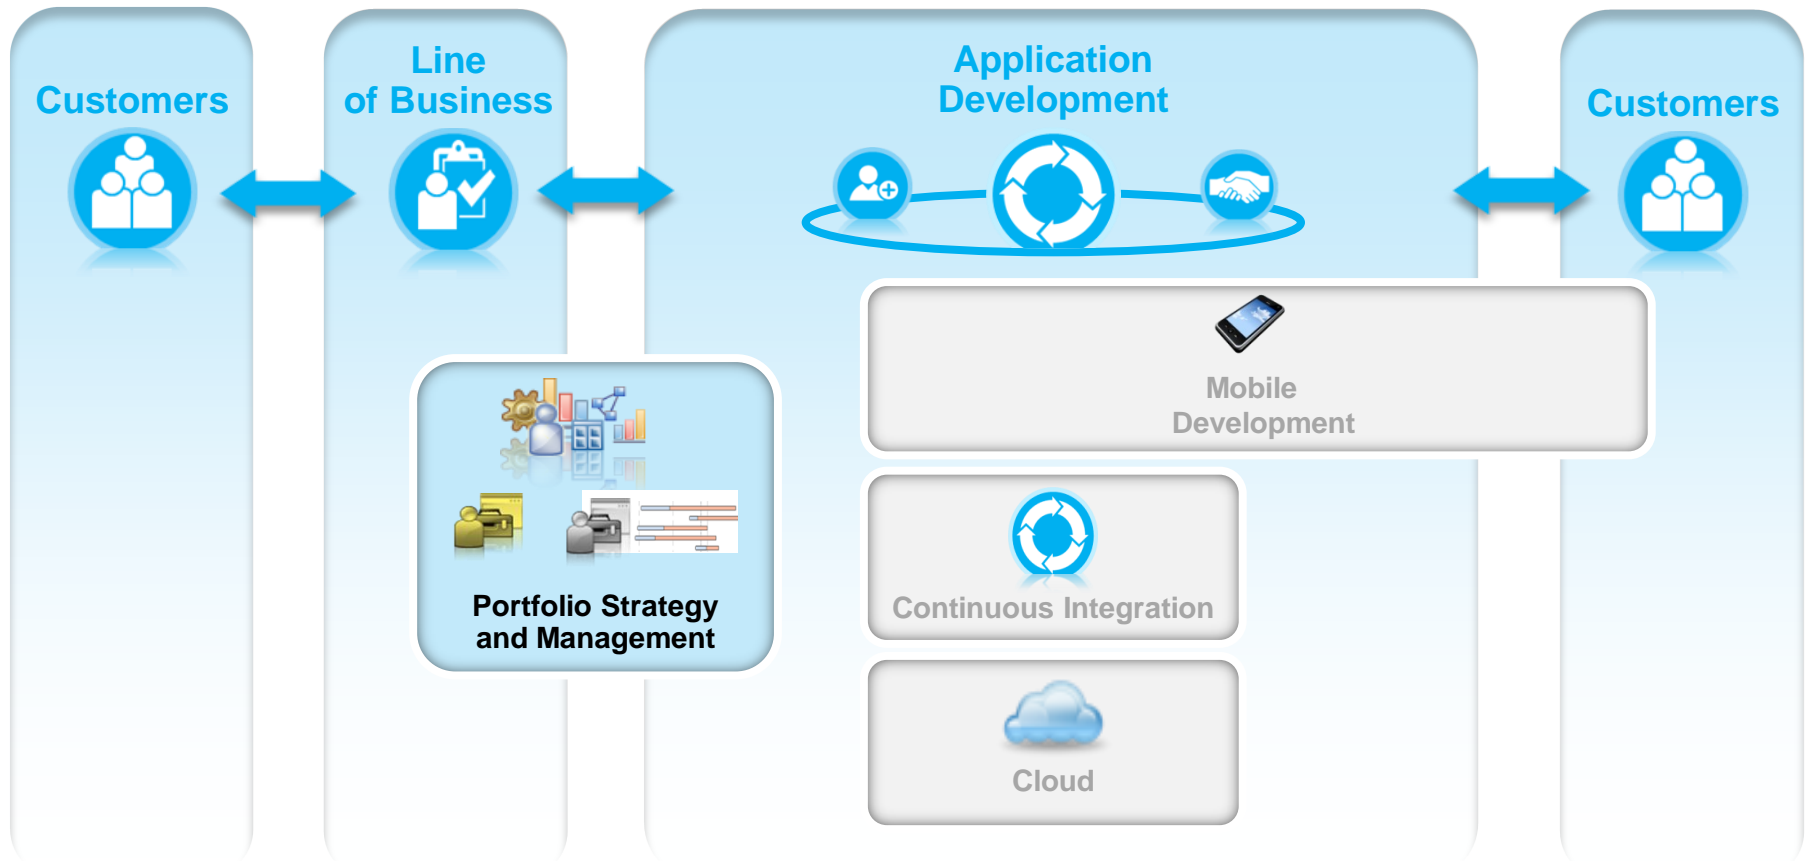 Customers
Line
of Business
Application
Development
Customers
Mobile
Development
Portfolio Strategy
and Management
Continuous Integration
Cloud